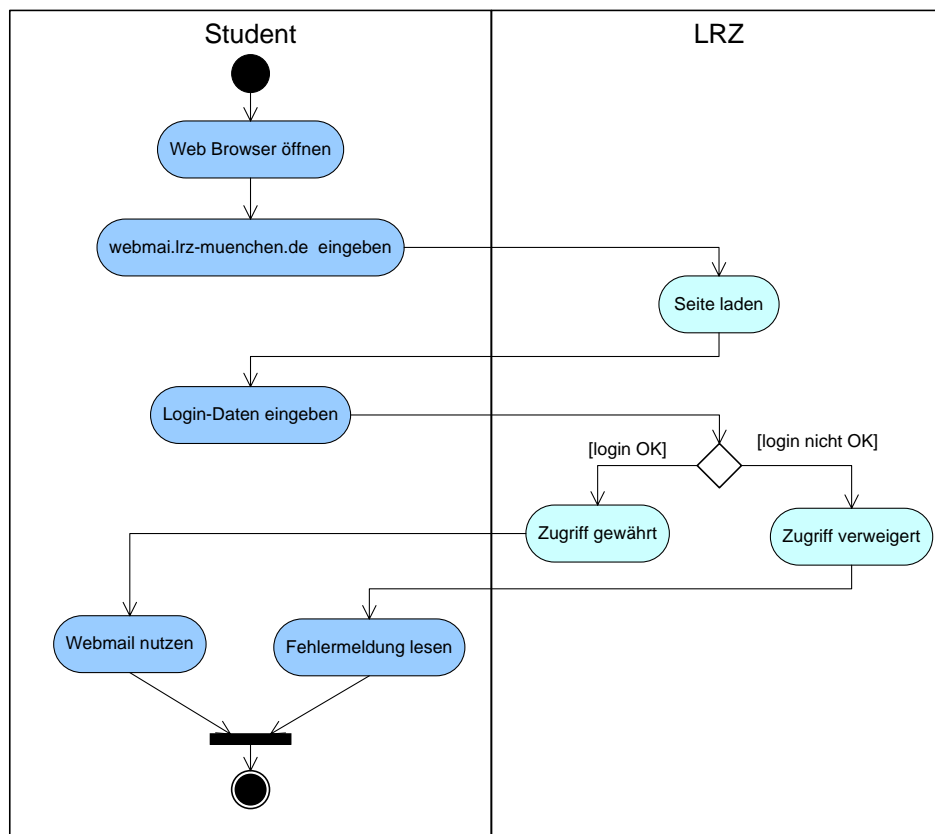 Student
LRZ
Web Browser öffnen
webmai.lrz-muenchen.de  eingeben
Seite laden
Login-Daten eingeben
[login OK]
[login nicht OK]
Zugriff gewährt
Zugriff verweigert
Webmail nutzen
Fehlermeldung lesen